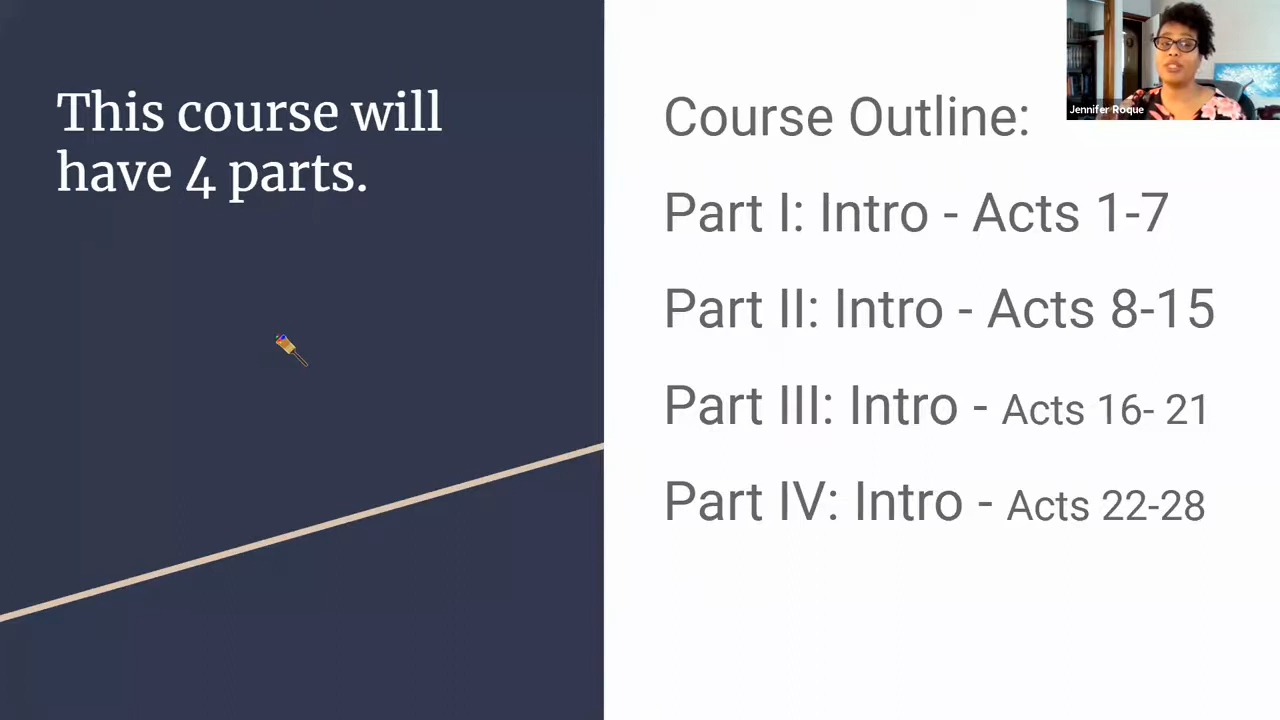 This course will
have 4 parts.
Course Outline:
Part I: Intro - Acts 1-7
Part II: Intro - Acts 8-15
Part III: Intro - Acts 16- 21
Part IV: Intro - Acts 22-28
Jennifer Roque